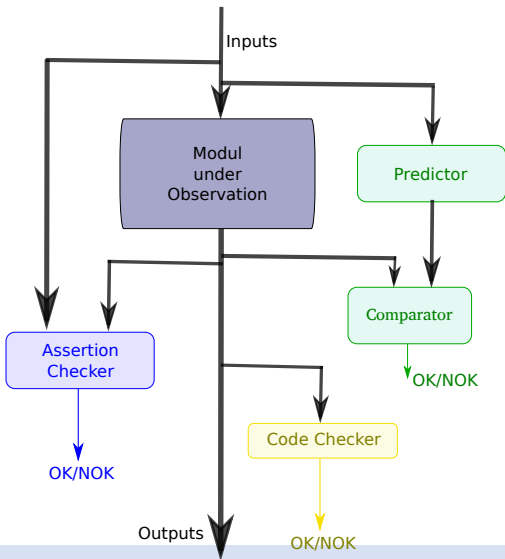 Inputs
Modul
under
Observation
Predictor
Comparator
Assertion
Checker
OK/NOK
Code Checker
OK/NOK
Outputs
OK/NOK